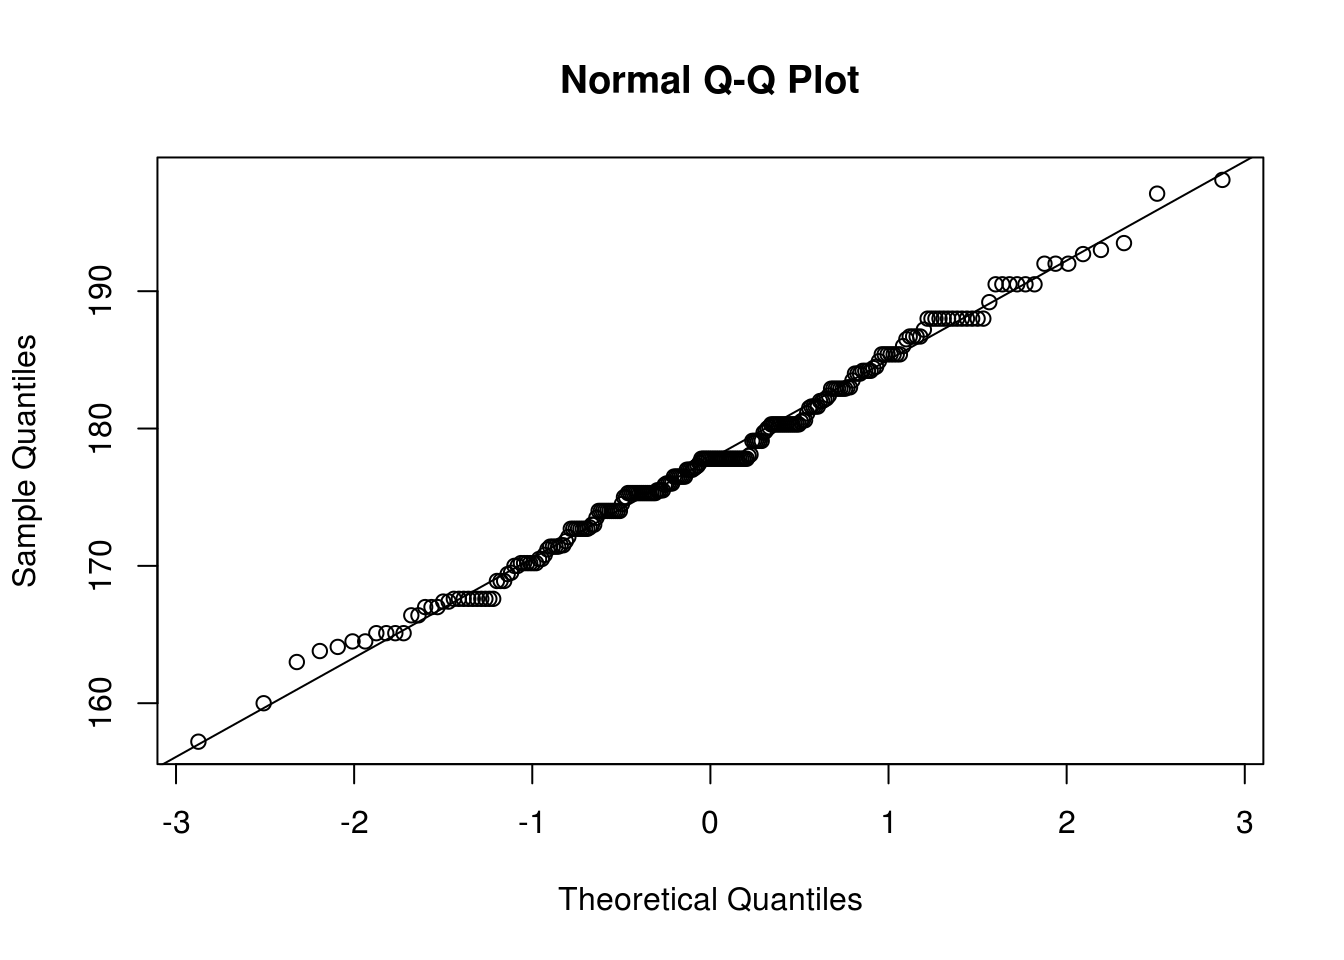 Normal Q-Q Plot
Sample Quantiles
190
180
170
160
-3 -2 -1 0 1 2 3
Theoretical Quantiles